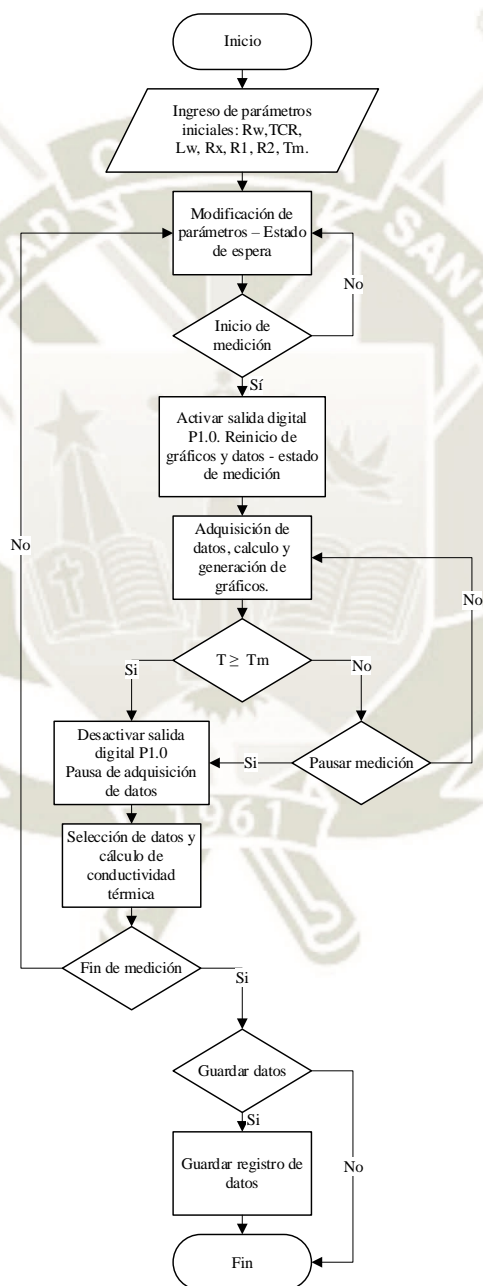 Inicio
Ingreso de parámetros
iniciales: Rw,TCR,
Lw, Rx, R1, R2, Tm.
Modificación de
parámetros – Estado
de espera
No
Inicio de
medición
Sí
Activar salida digital
P1.0. Reinicio de
gráficos y datos - estado
de medición
No
Adquisición de
datos, calculo y
generación de
gráficos.
No
T ≥ Tm
Si
No
Desactivar salida
digital P1.0
Pausa de adquisición
de datos
Si
Pausar medición
1961
Selección de datos y
cálculo de
conductividad
térmica
Fin de medición
Si
Guardar datos
Si
No
Guardar registro de
datos
Fin